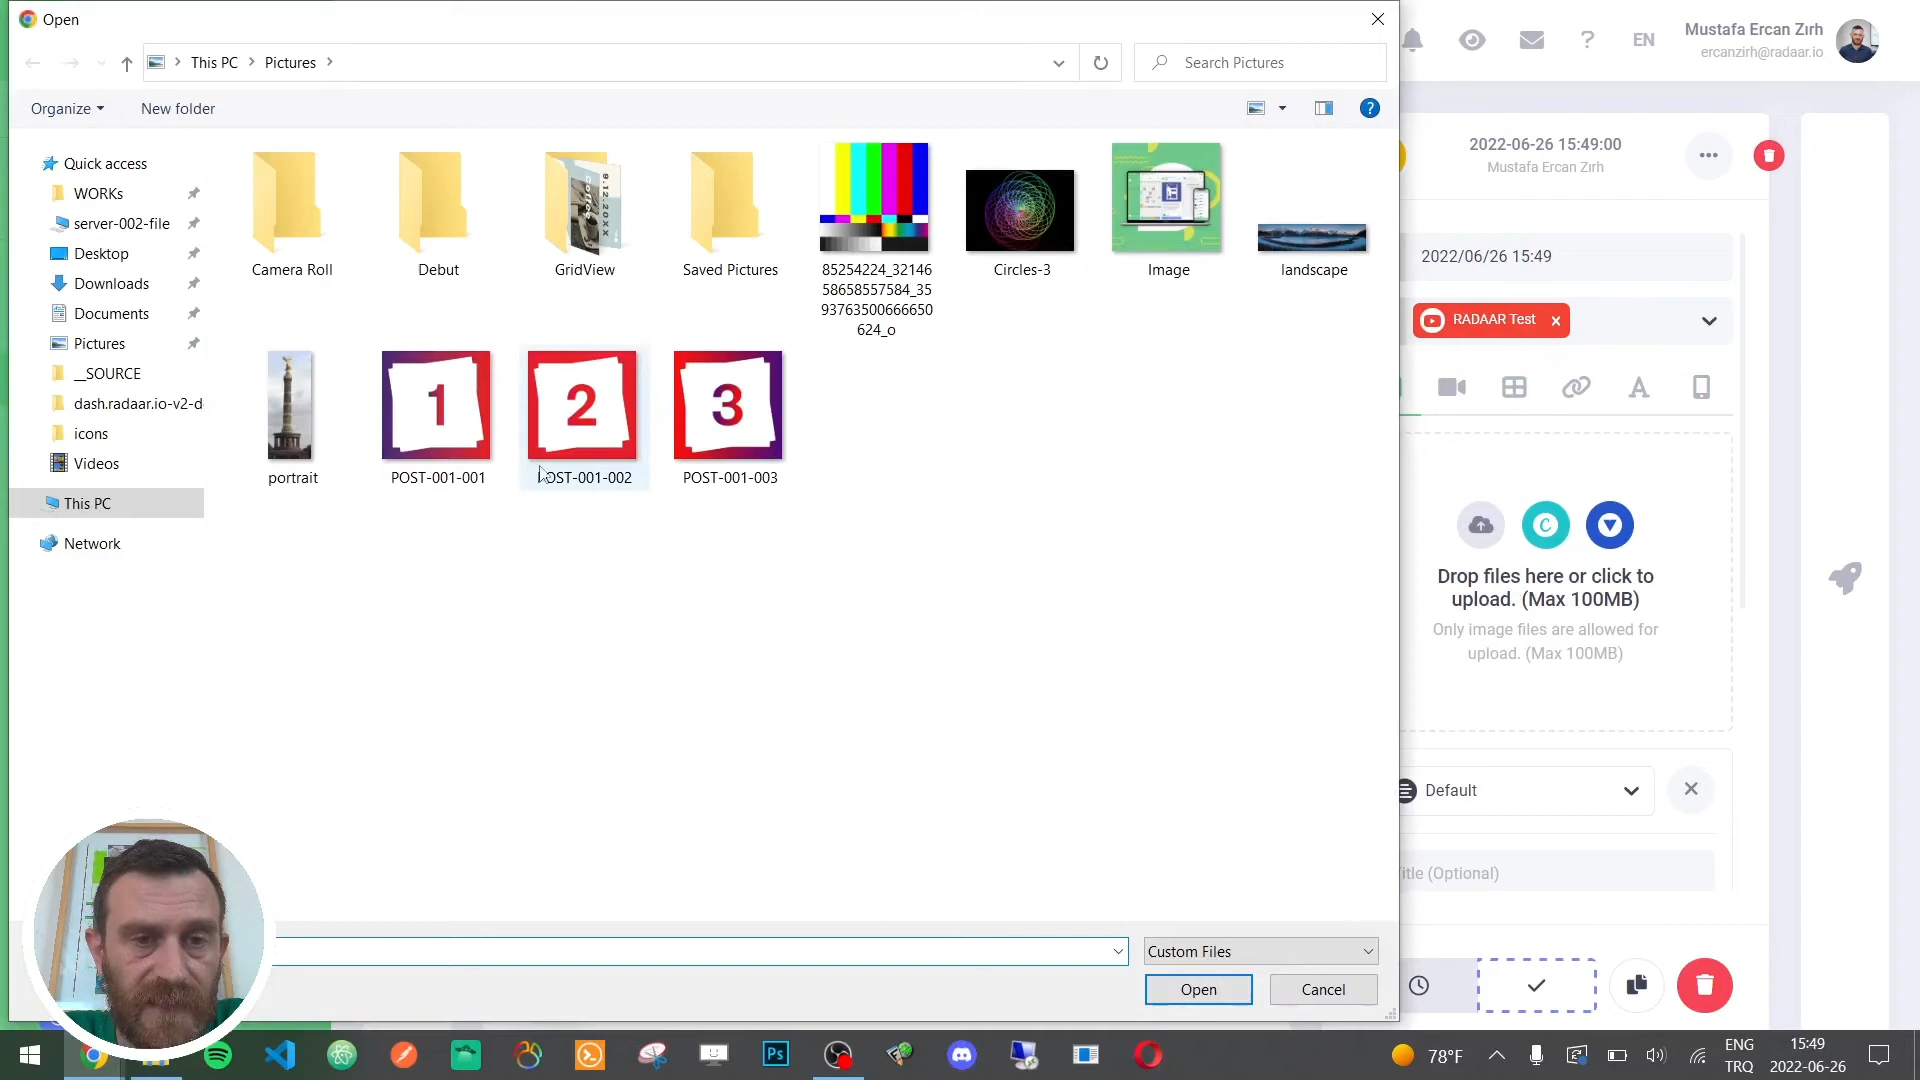 Open
This PC
Pictures
Search Pictures
Organize
New folder
Quick access
WORKs
server-002-file
Desktop
Downloads
Documents
Pictures
__SOURCE
dash.radaar.io-v2-d
icons
Videos
This PC
Network
Camera Roll
Debut
GridView
Saved Pictures
85254224_32146
58658557584_35
93763500666650
624_o
Circles-3
Image
landscape
portrait
1
POST-001-001
2
POST-001-002
3
POST-001-003
Custom Files
Open
Cancel
EN
Mustafa Ercan Zırh
ercanzirh@radaar.io
2022-06-26 15:49:00
Mustafa Ercan Zırh
2022/06/26 15:49
RADAAR Test
Drop files here or click to
upload. (Max 100MB)
Only image files are allowed for
upload. (Max 100MB)
Default
Title (Optional)
Ps
78°F
ENG
TRQ
15:49
2022-06-26